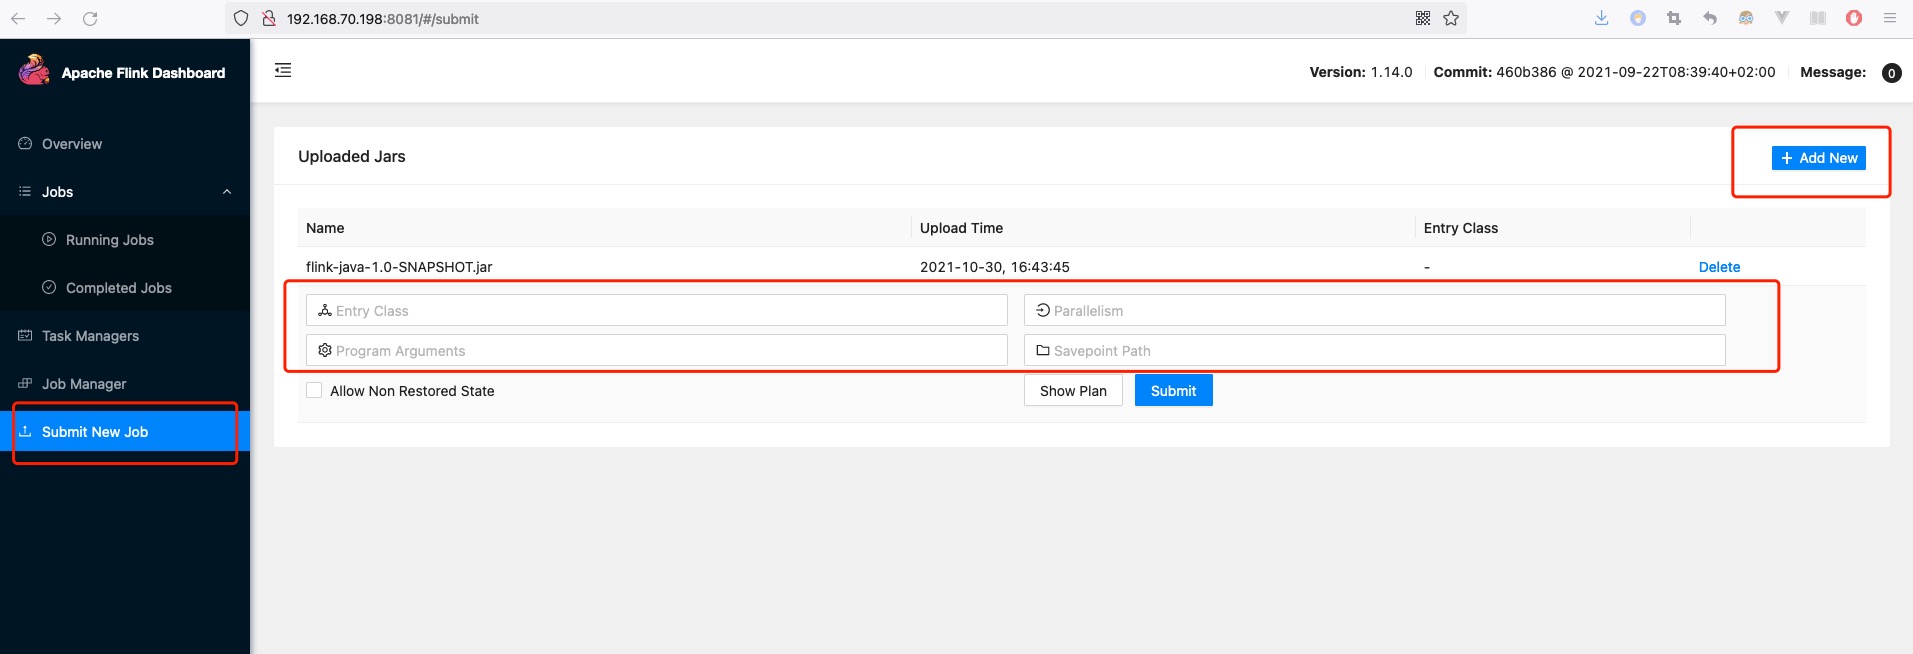 192.168.70.198:8081/#/submit
Apache Flink Dashboard
Version: 1.14.0 Commit: 460b386 @ 2021-09-22T08:39:40+02:00 Message: 0
Overview
Jobs
Running Jobs
Completed Jobs
Task Managers
Job Manager
Submit New Job
Uploaded Jars
+ Add New
Name Upload Time Entry Class
flink-java-1.0-SNAPSHOT.jar 2021-10-30, 16:43:45 - Delete
Entry Class Parallelism
Program Arguments Savepoint Path
Allow Non Restored State Show Plan Submit